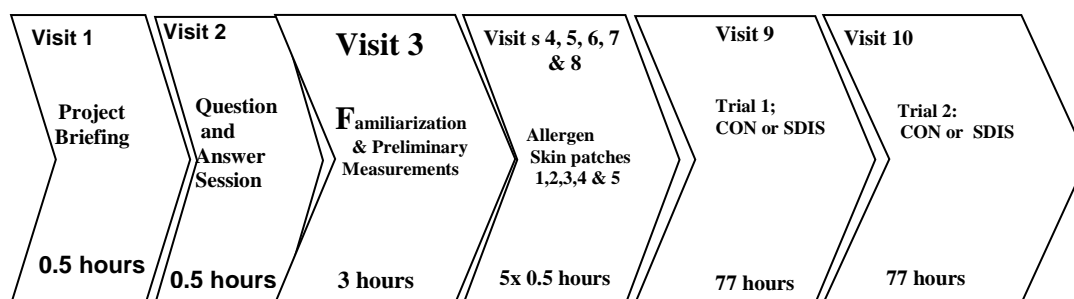 Visit 1
Project
Briefing
0.5 hours
Visit 2
Question
and
Answer
Session
0.5 hours
Visit 3
Familiarization
& Preliminary
Measurements
3 hours
Visit s 4, 5, 6, 7
& 8
Allergen
Skin patches
1,2,3,4 & 5
5x 0.5 hours
Visit 9
Trial 1;
CON or SDIS
77 hours
Visit 10
Trial 2:
CON or SDIS
77 hours